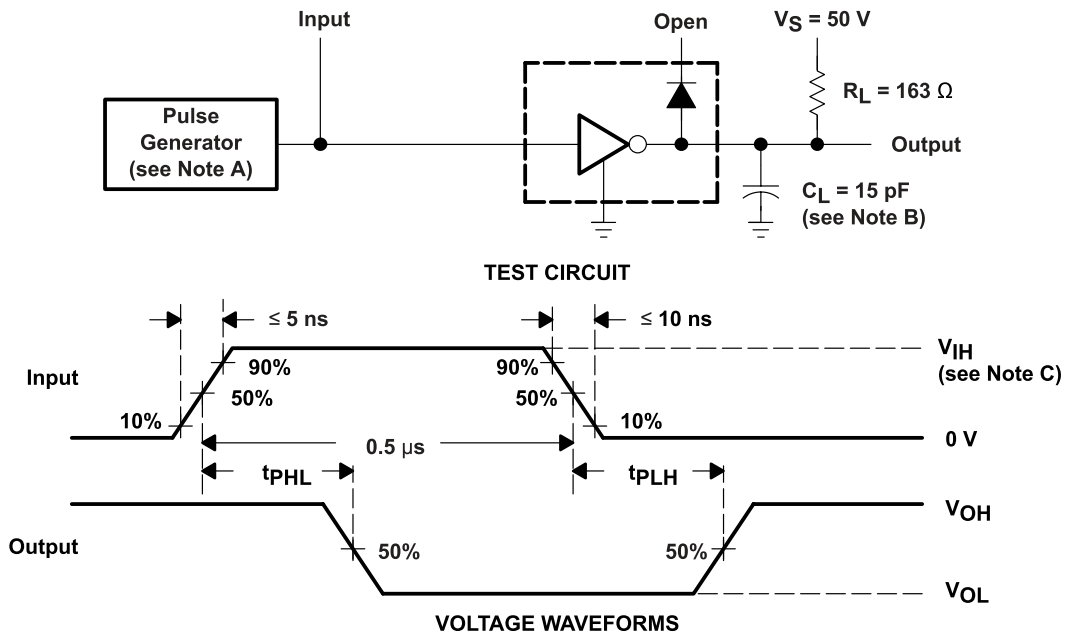 Input
Open
VS = 50 V
Pulse
Generator
(see Note A)
RL = 163 Ω
Output
CL = 15 pF
(see Note B)
TEST CIRCUIT
≤ 5 ns
≤ 10 ns
Input
90%
90%
VIH
(see Note C)
50%
50%
10%
10%
0.5 µs
0 V
tPHL
tPLH
VOH
Output
50%
50%
VOL
VOLTAGE WAVEFORMS